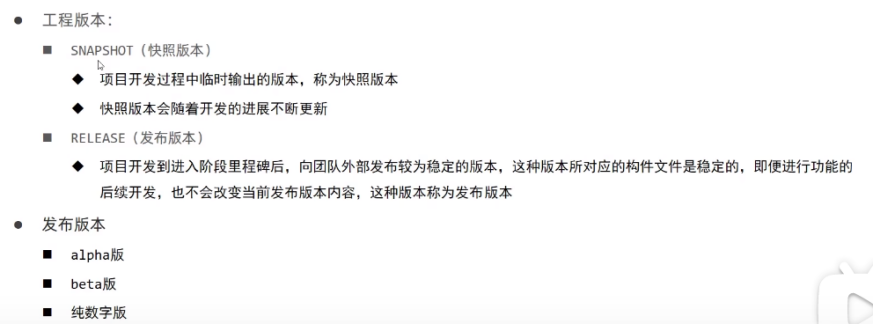 工程版本：
SNAPSHOT（快照版本）
项目开发过程中临时输出的版本，称为快照版本
快照版本会随着开发的进展不断更新
RELEASE（发布版本）
项目开发到进入阶段里程碑后，向团队外部发布较为稳定的版本，这种版本所对应的构件文件是稳定的，即便进行功能的
后续开发，也不会改变当前发布版本内容，这种版本称为发布版本
发布版本
alpha版
beta版
纯数字版